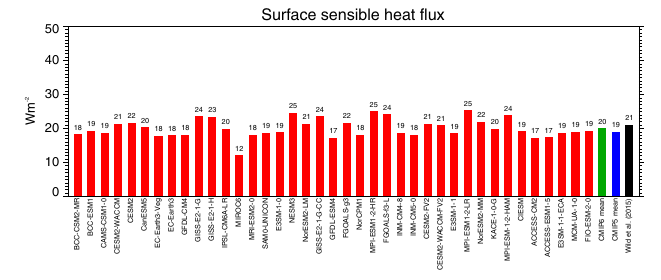 Surface sensible heat flux
Wm-2
50
40
30
20
10
0
18
19
19
21
22
20
18
18
18
24
23
20
12
18
19
19
25
21
24
17
22
18
25
24
19
18
21
21
19
25
22
20
24
19
17
17
19
19
19
20
19
21
BCC-CSM2-MR
BCC-ESM1
CAMS-CSM1-0
CESM2-WACCM
CESM2
CanESM5
EC-Earth3-Veg
EC-Earth3
GFDL-CM4
GISS-E2-1-G
GISS-E2-1-H
IPSL-CM6A-LR
MIROC6
MPI-ESM2-0
SAM0-UNICON
E3SM-1-0
NESM3
NorESM2-LM
GISS-E2-1-G-CC
GFDL-ESM4
FGOALS-g3
NorCPM1
MPI-ESM1-2-HR
FGOALS-f3-L
INM-CM4-8
INM-CM5-0
CESM2-FV2
CESM2-WACCM-FV2
E3SM-1-1
MPI-ESM1-2-LR
NorESM2-MM
KACE-1-0-G
MPI-ESM-1-2-HAM
CIESM
ACCESS-CM2
ACCESS-ESM1-5
E3SM-1-1-ECA
MCM-UA-1-0
FIO-ESM-2-0
CMIP6 mean
CMIP5 mean
Wild et al. (2015)